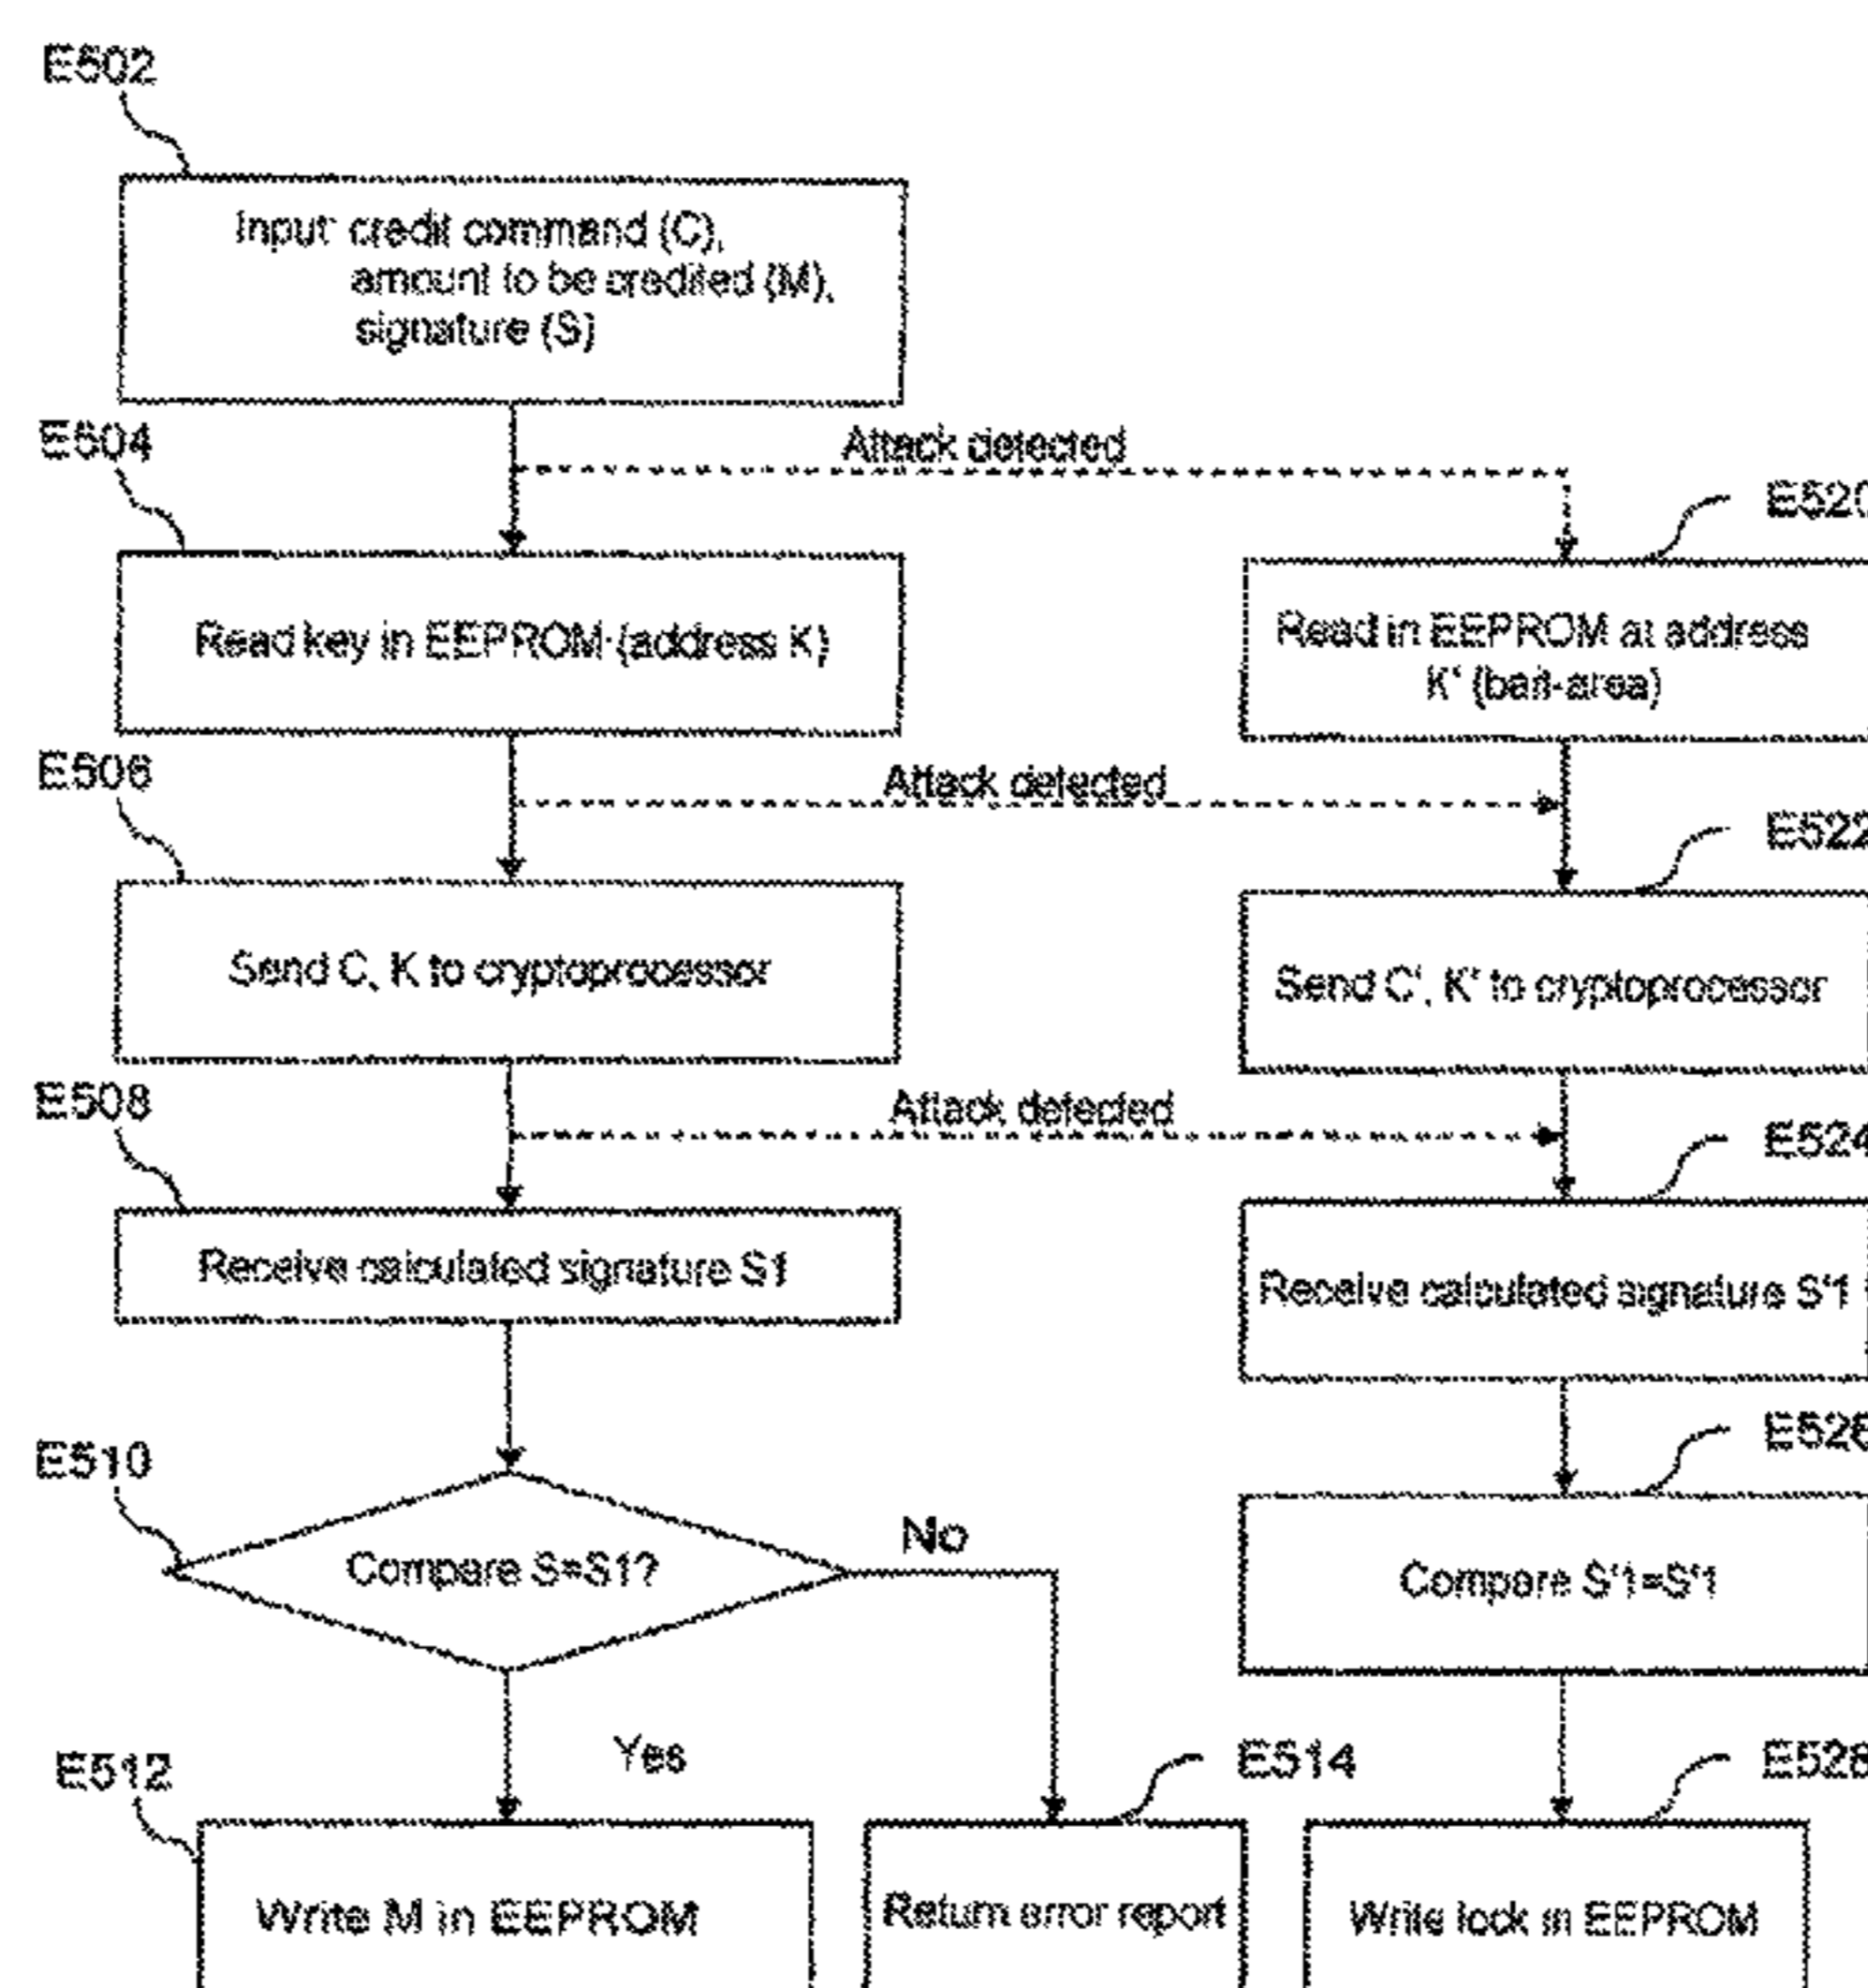 E502
Input: credit command (C),
amount to be credited (M),
signature (S)
E504
Attack detected
E520
Read key in EEPROM (address K)
Read in EEPROM at address
K' (bait-area)
E506
Attack detected
E522
Send C, K to cryptoprocessor
Send C', K' to cryptoprocessor
E508
Attack detected
E524
Receive calculated signature S1
Receive calculated signature S'1
E510
E526
No
Compare S=S1?
Compare S'1=S'1
Yes
E512
E514
E528
Write M in EEPROM
Return error report
Write lock in EEPROM